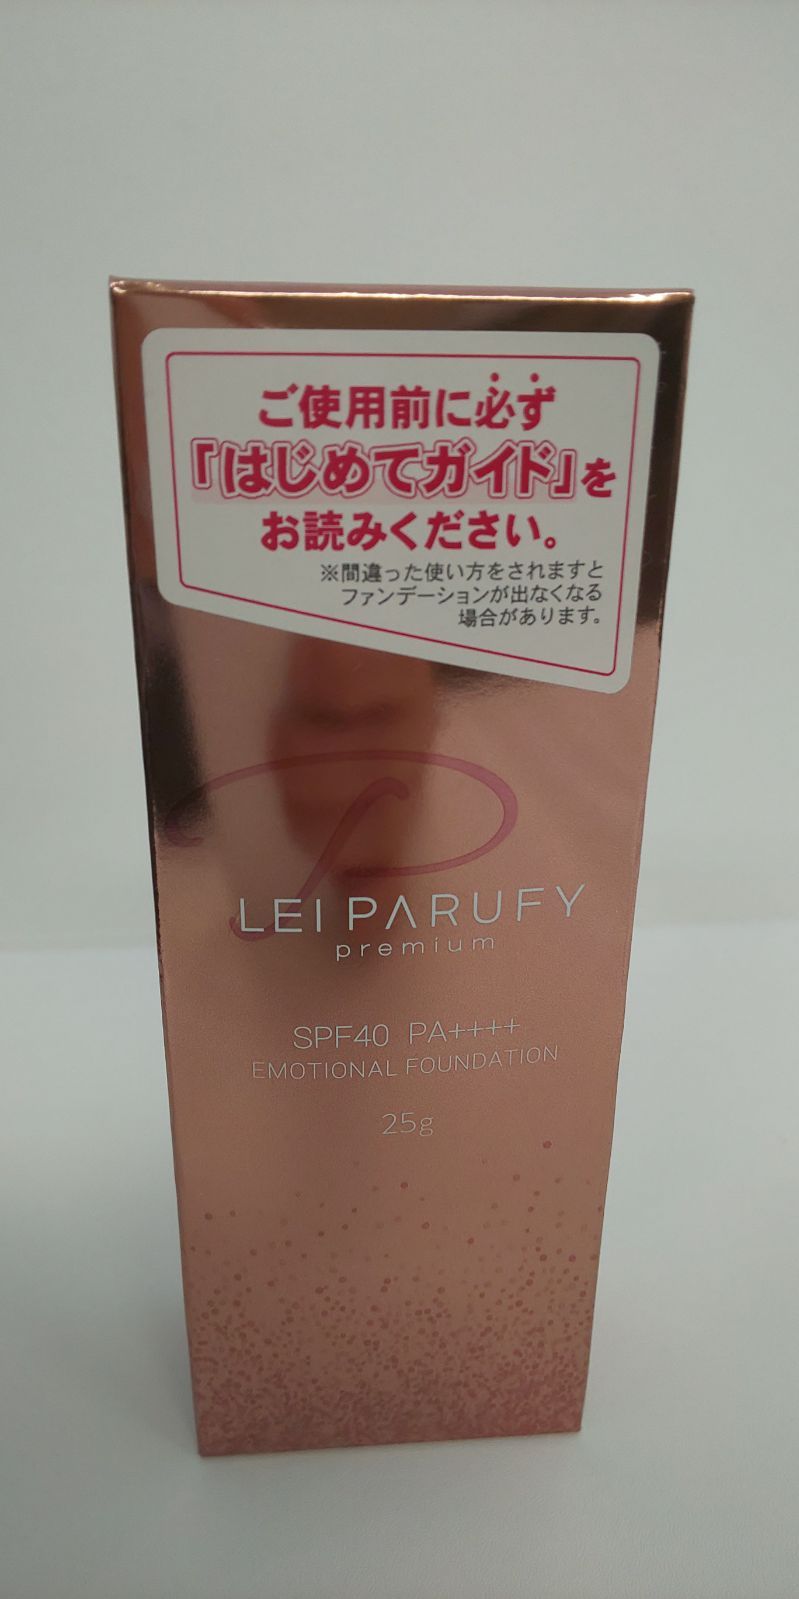 ご使用前に必ず
「はじめてガイド」を
お読みください。
※間違った使い方をされますと
ファンデーションが出なくなる
場合があります。
LEI PARUFY
premium
SPF40 PA++++
EMOTIONAL FOUNDATION
25g